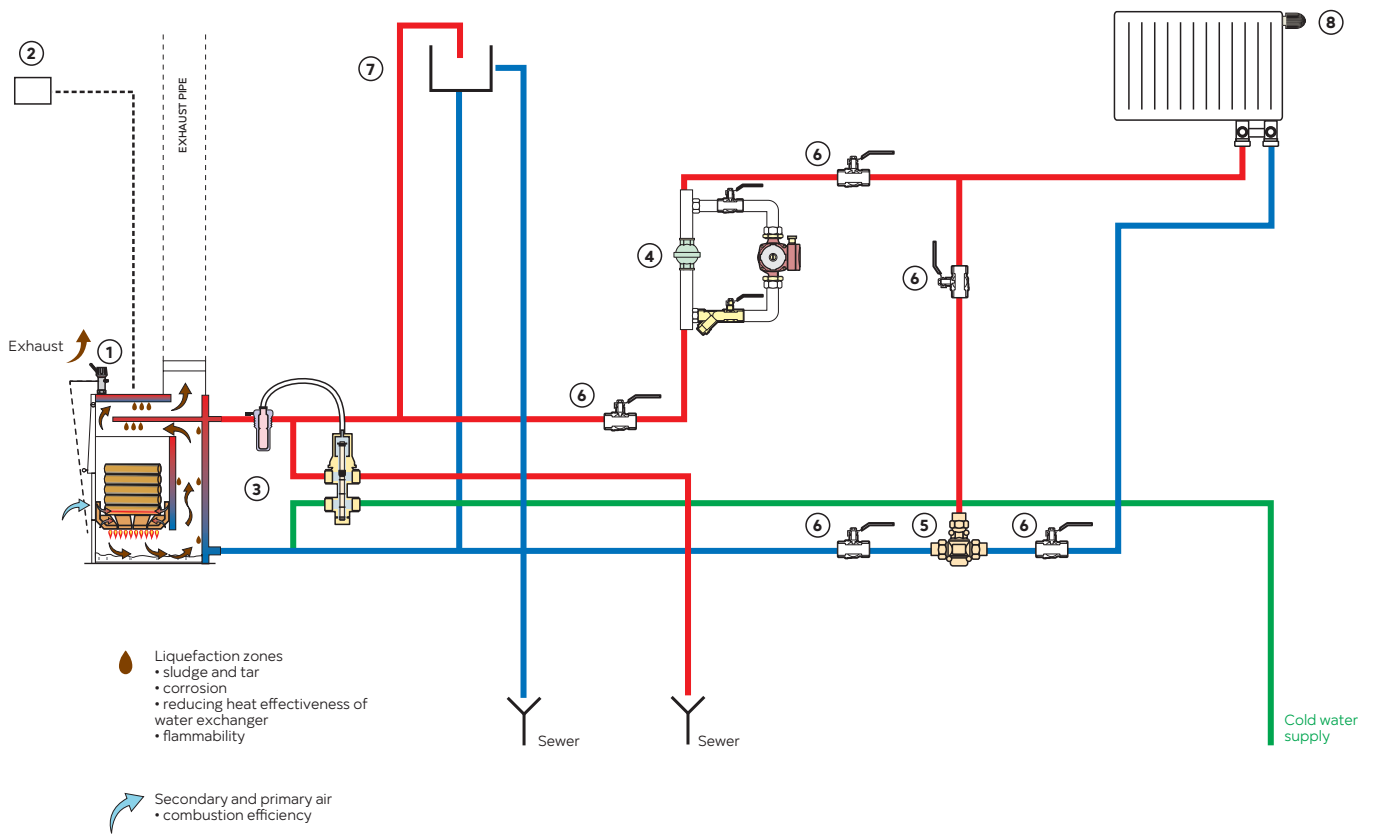 2
EXHAUST PIPE
7
8
6
4
6
Exhaust
1
6
3
6
5
6
Liquefaction zones
• sludge and tar
• corrosion
• reducing heat effectiveness of
water exchanger
• flammability
Sewer
Sewer
Cold water
supply
Secondary and primary air
• combustion efficiency